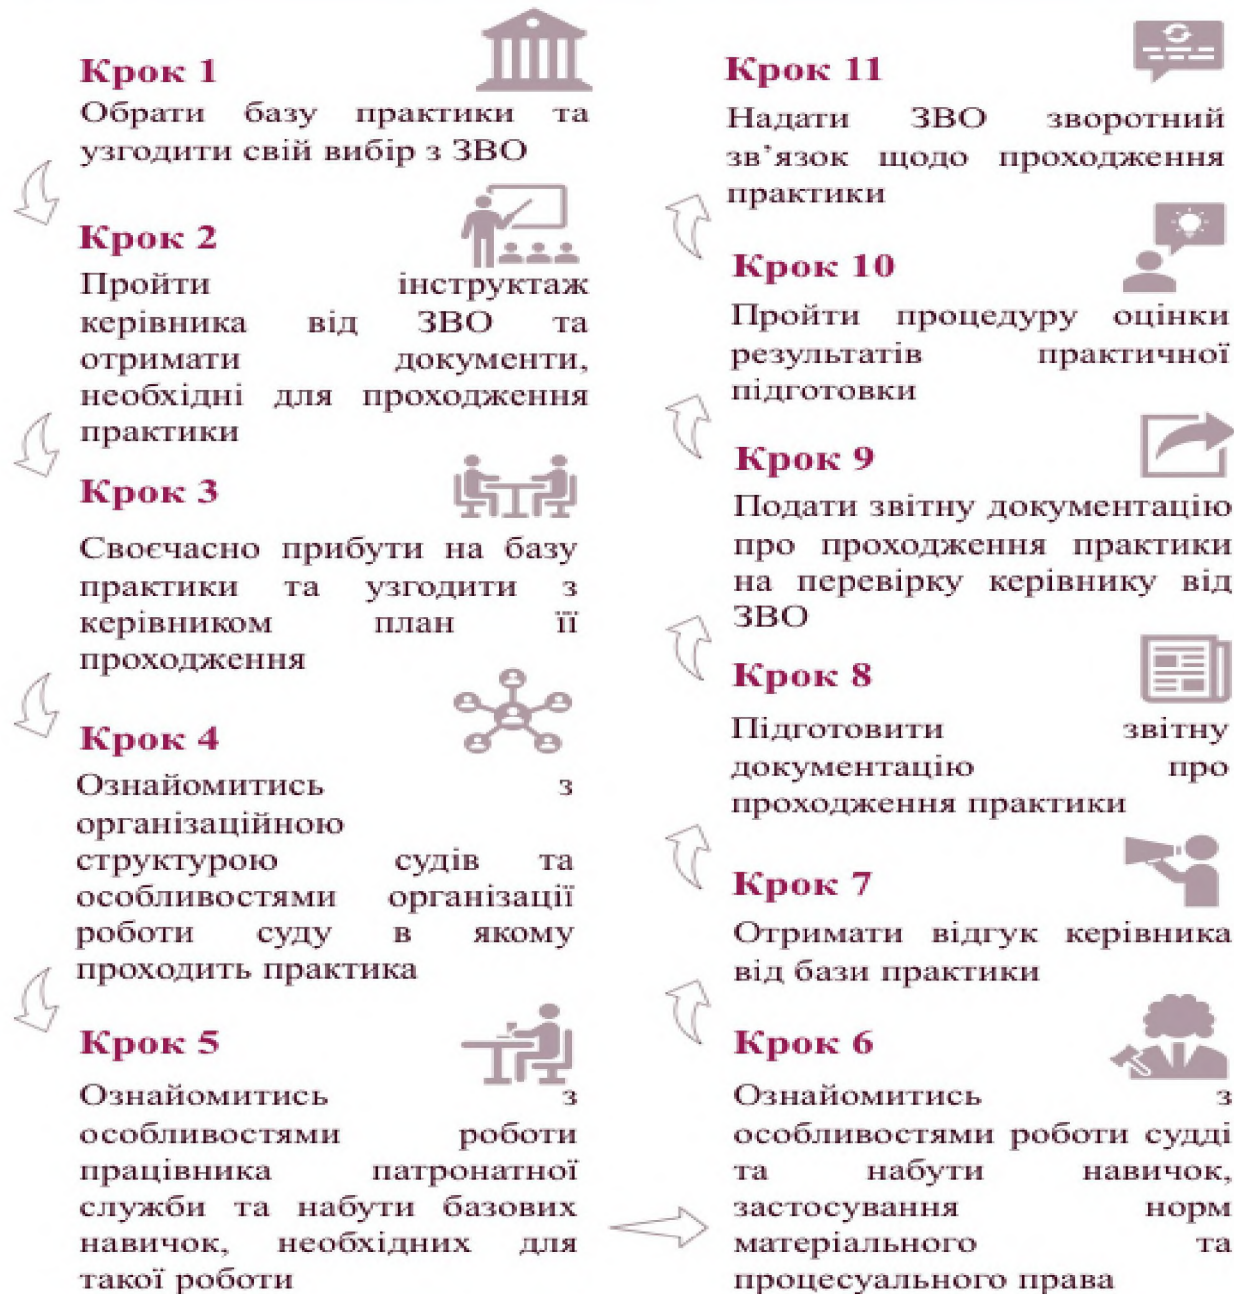 Крок 1
Обрати базу практики та
узгодити свій вибір з ЗВО
Крок 2
Пройти інструктаж
керівника від ЗВО та
отримати документи,
необхідні для проходження
практики
Крок 3
Своєчасно прибути на базу
практики та узгодити з
керівником план її
проходження
Крок 4
Ознайомитись з
організаційною
структурою судів та
особливостями організації
роботи суду в якому
проходить практика
Крок 5
Ознайомитись з
особливостями роботи
працівника патронатної
служби та набути базових
навичок, необхідних для
такої роботи
Крок 6
Ознайомитись з
особливостями роботи судді
та набути навичок,
застосування норм
матеріального та
процесуального права
Крок 7
Отримати відгук керівника
від бази практики
Крок 8
Підготовити звітну
документацію про
проходження практики
Крок 9
Подати звітну документацію
про проходження практики
на перевірку керівнику від
ЗВО
Крок 10
Пройти процедуру оцінки
результатів практичної
підготовки
Крок 11
Надати ЗВО зворотний
зв’язок щодо проходження
практики